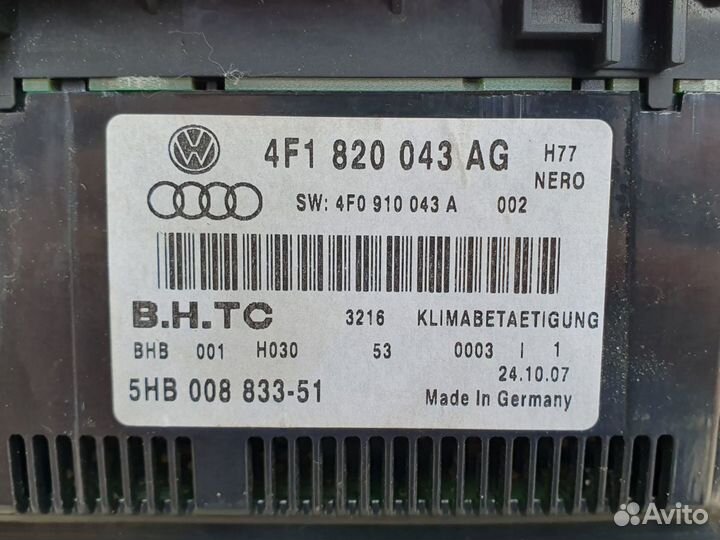 4F1 820 043 AG H77
NERO
SW: 4F0 910 043 A 002
B.H.TC 3216 KLIMABETAETIGUNG
BHB 001 H030 53 0003 I 1
24.10.07
5HB 008 833-51 Made In Germany
Avito